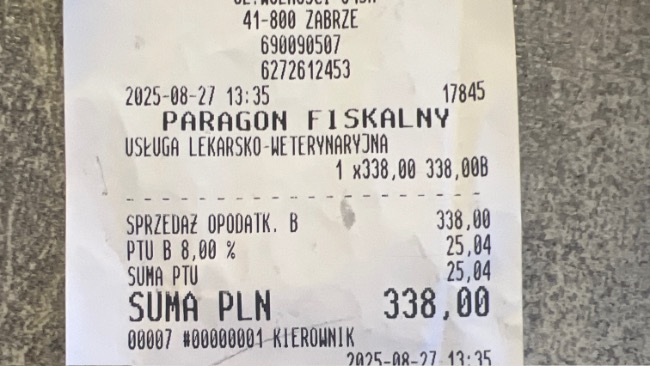 41-800 ZABRZE
690090507
6272612453
2025-08-27 13:35 17845
PARAGON FISKALNY
USŁUGA LEKARSKO-WETERYNARYJNA
1 x338,00 338,00B
SPRZEDAŻ OPODATK. B 338,00
PTU B 8,00 % 25,04
SUMA PTU 25,04
SUMA PLN 338,00
00007 #00000001 KIEROWNIK
2025-08-27 13:35